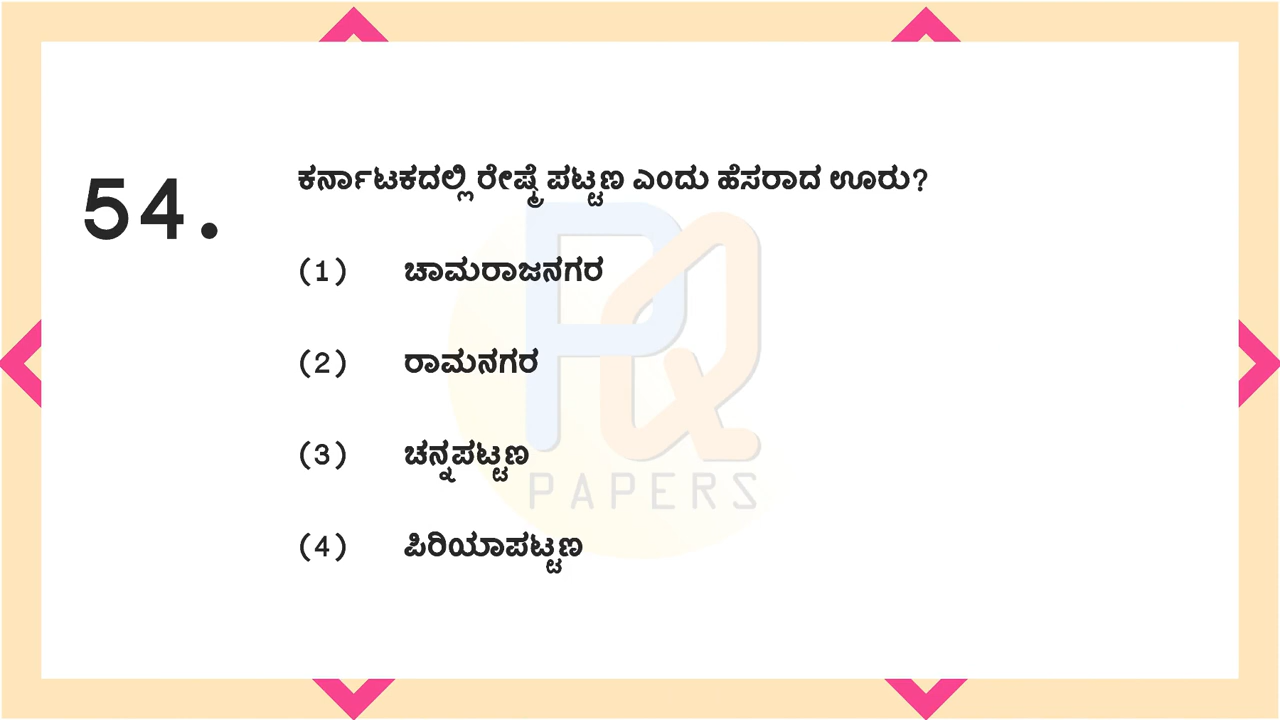 54.
ಕರ್ನಾಟಕದಲ್ಲಿ ರೇಷ್ಮೆ ಪಟ್ಟಣ ಎಂದು ಹೆಸರಾದ ಊರು?
(1) ಚಾಮರಾಜನಗರ
(2) ರಾಮನಗರ
(3) ಚನ್ನಪಟ್ಟಣ
(4) ಪಿರಿಯಾಪಟ್ಟಣ
PQ
PAPERS